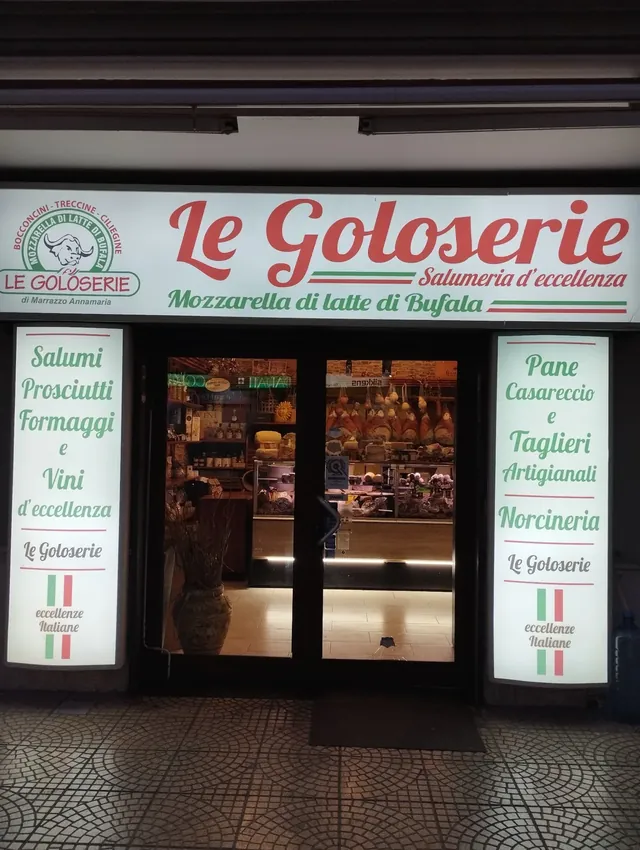 BOCCONCINI - TRECCINE - CILIEGINE
MOZZARELLA DI LATTE DI BUFALA
LE GOLOSERIE
di Marrazzo Annamaria
Le Goloserie
Salumeria d'eccellenza
Mozzarella di latte di Bufala
Salumi
Prosciutti
Formaggi
e
Vini
d'eccellenza
Le Goloserie
eccellenze
Italiane
Pane
Casareccio
e
Taglieri
Artigianali
Norcineria
Le Goloserie
eccellenze
Italiane